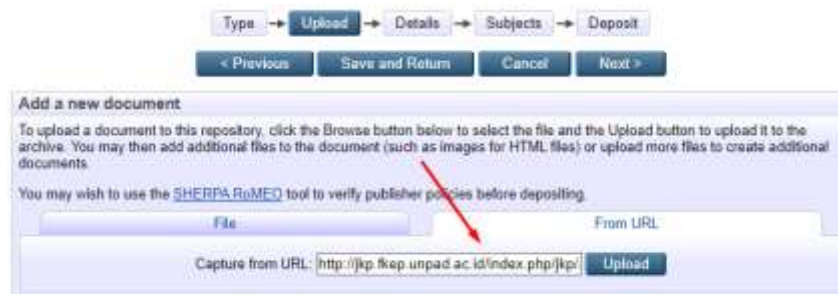 Type → Upload → Details → Subjects → Deposit
< Previous Save and Return Cancel Next >
Add a new document
To upload a document to this repository, click the Browse button below to select the file and the Upload button to upload it to the
archive. You may then add additional files to the document (such as images for HTML files) or upload more files to create additional
documents.
You may wish to use the SHERPA RoMEO tool to verify publisher policies before depositing.
File From URL
Capture from URL: http://jkp.fkep.unpad.ac.id/index.php/jkp/ Upload